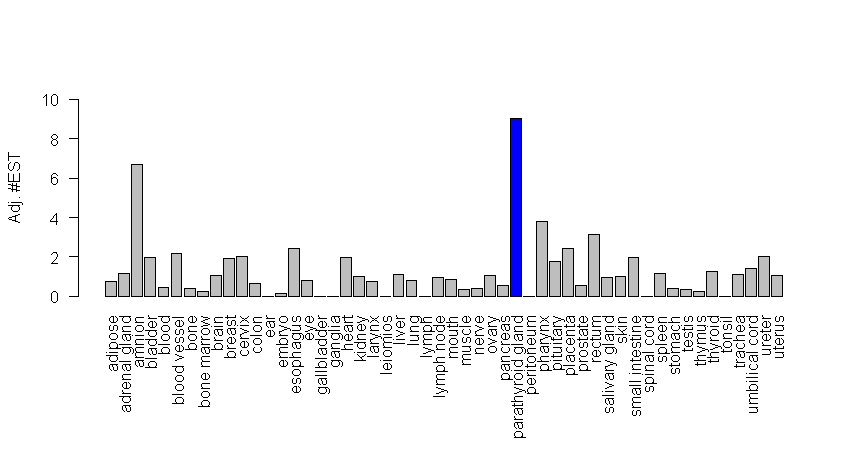 Adj. #EST
10
8
6
4
2
0
adipose
adrenal gland
amnion
bladder
blood
blood vessel
bone
bone marrow
brain
breast
cervix
colon
ear
embryo
esophagus
eye
gallbladder
ganglia
heart
kidney
larynx
leiomios
liver
lung
lymph
lymph node
mouth
muscle
nerve
ovary
pancreas
parathyroid gland
peritoneum
pharynx
pituitary
placenta
prostate
rectum
salivary gland
skin
small intestine
spinal cord
spleen
stomach
testis
thymus
thyroid
tonsil
trachea
umbilical cord
ureter
uterus